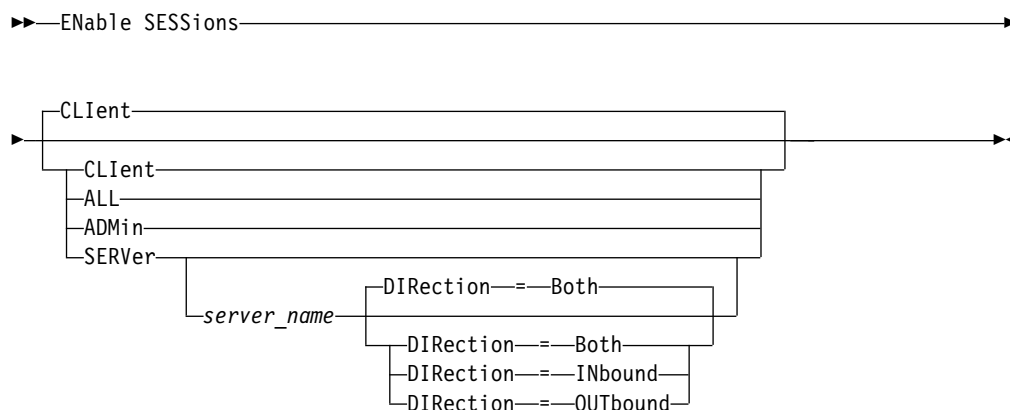 ENable SESSions
CLIent
CLIent
ALL
ADMin
SERVer
DIRection = Both
server_name
DIRection = Both
DIRection = INbound
DIRection = OUTbound